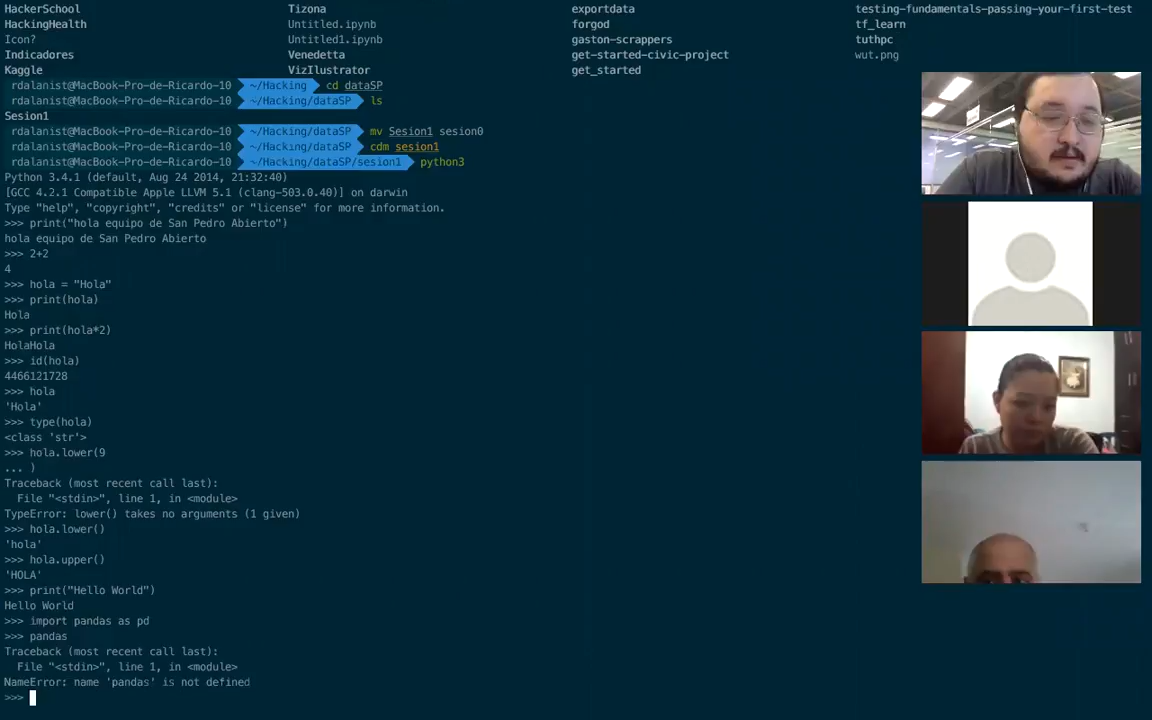 HackerSchool Tizona exportdata testing-fundamentals-passing-your-first-test
HackingHealth Untitled.ipynb forgod tf_learn
Icon? Untitled1.ipynb gaston-scrappers tuthpc
Indicadores Venedetta get-started-civic-project wut.png
Kaggle VizIlustrator get_started
rdalanist@MacBook-Pro-de-Ricardo-10 ~/Hacking cd dataSP
rdalanist@MacBook-Pro-de-Ricardo-10 ~/Hacking/dataSP ls
Sesion1
rdalanist@MacBook-Pro-de-Ricardo-10 ~/Hacking/dataSP mv Sesion1 sesion0
rdalanist@MacBook-Pro-de-Ricardo-10 ~/Hacking/dataSP cdm sesion1
rdalanist@MacBook-Pro-de-Ricardo-10 ~/Hacking/dataSP/sesion1 python3
Python 3.4.1 (default, Aug 24 2014, 21:32:40)
[GCC 4.2.1 Compatible Apple LLVM 5.1 (clang-503.0.40)] on darwin
Type "help", "copyright", "credits" or "license" for more information.
>>> print("hola equipo de San Pedro Abierto")
hola equipo de San Pedro Abierto
>>> 2+2
4
>>> hola = "Hola"
>>> print(hola)
Hola
>>> print(hola*2)
HolaHola
>>> id(hola)
4466121728
>>> hola
'Hola'
>>> type(hola)
<class 'str'>
>>> hola.lower(9
... )
Traceback (most recent call last):
File "<stdin>", line 1, in <module>
TypeError: lower() takes no arguments (1 given)
>>> hola.lower()
'hola'
>>> hola.upper()
'HOLA'
>>> print("Hello World")
Hello World
>>> import pandas as pd
>>> pandas
Traceback (most recent call last):
File "<stdin>", line 1, in <module>
NameError: name 'pandas' is not defined
>>>